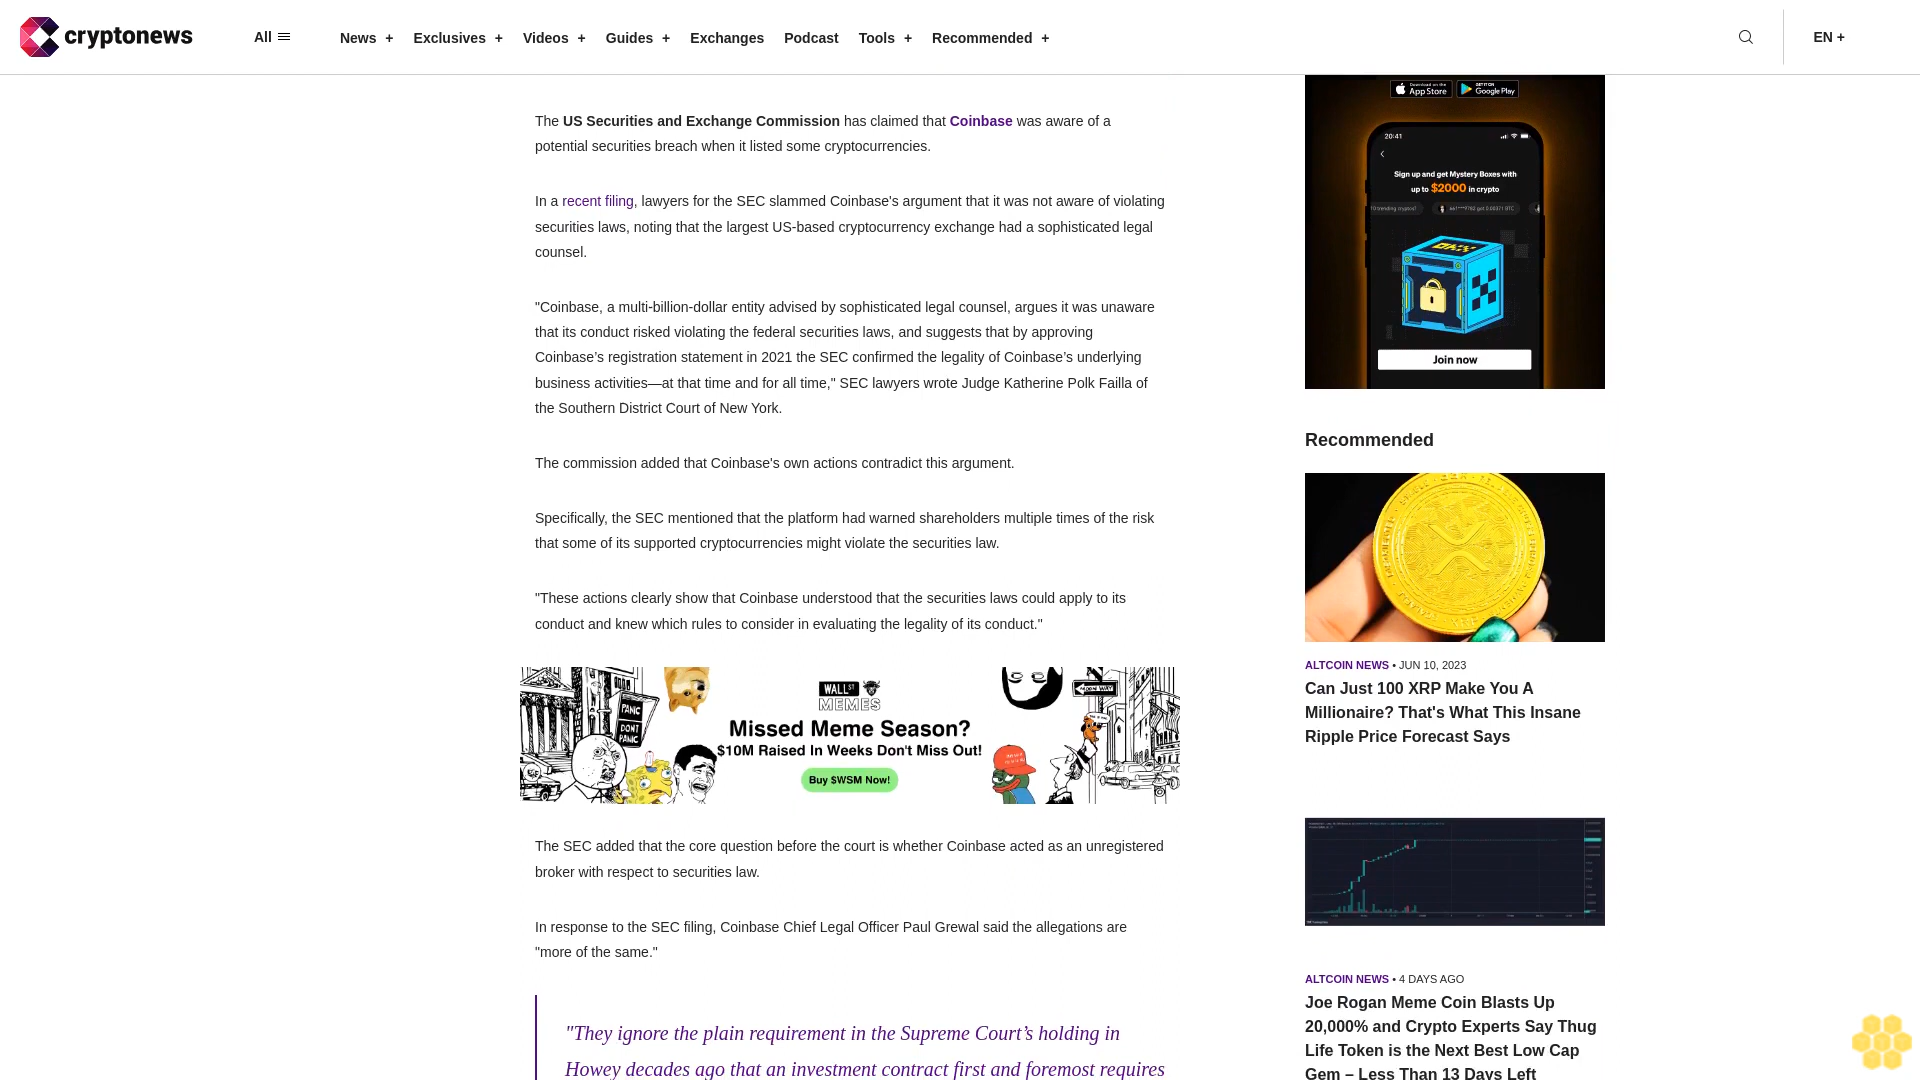 cryptonews
All
News +
Exclusives +
Videos +
Guides +
Exchanges
Podcast
Tools +
Recommended +
EN +
The US Securities and Exchange Commission has claimed that Coinbase was aware of a
potential securities breach when it listed some cryptocurrencies.
In a recent filing, lawyers for the SEC slammed Coinbase's argument that it was not aware of violating
securities laws, noting that the largest US-based cryptocurrency exchange had a sophisticated legal
counsel.
"Coinbase, a multi-billion-dollar entity advised by sophisticated legal counsel, argues it was unaware
that its conduct risked violating the federal securities laws, and suggests that by approving
Coinbase’s registration statement in 2021 the SEC confirmed the legality of Coinbase’s underlying
business activities—at that time and for all time," SEC lawyers wrote Judge Katherine Polk Failla of
the Southern District Court of New York.
The commission added that Coinbase's own actions contradict this argument.
Specifically, the SEC mentioned that the platform had warned shareholders multiple times of the risk
that some of its supported cryptocurrencies might violate the securities law.
"These actions clearly show that Coinbase understood that the securities laws could apply to its
conduct and knew which rules to consider in evaluating the legality of its conduct."
PANIC
DONT
PANIC
WALL ST
MEMES
Missed Meme Season?
$10M Raised In Weeks Don't Miss Out!
Buy $WSM Now!
The SEC added that the core question before the court is whether Coinbase acted as an unregistered
broker with respect to securities law.
In response to the SEC filing, Coinbase Chief Legal Officer Paul Grewal said the allegations are
"more of the same."
"They ignore the plain requirement in the Supreme Court’s holding in
Howey decades ago that an investment contract first and foremost requires
Download on the
App Store
GET IT ON
Google Play
20:41
Sign up and get Mystery Boxes with
up to $2000 in crypto
Join now
Recommended
ALTCOIN NEWS • JUN 10, 2023
Can Just 100 XRP Make You A
Millionaire? That's What This Insane
Ripple Price Forecast Says
ALTCOIN NEWS • 4 DAYS AGO
Joe Rogan Meme Coin Blasts Up
20,000% and Crypto Experts Say Thug
Life Token is the Next Best Low Cap
Gem – Less Than 13 Days Left